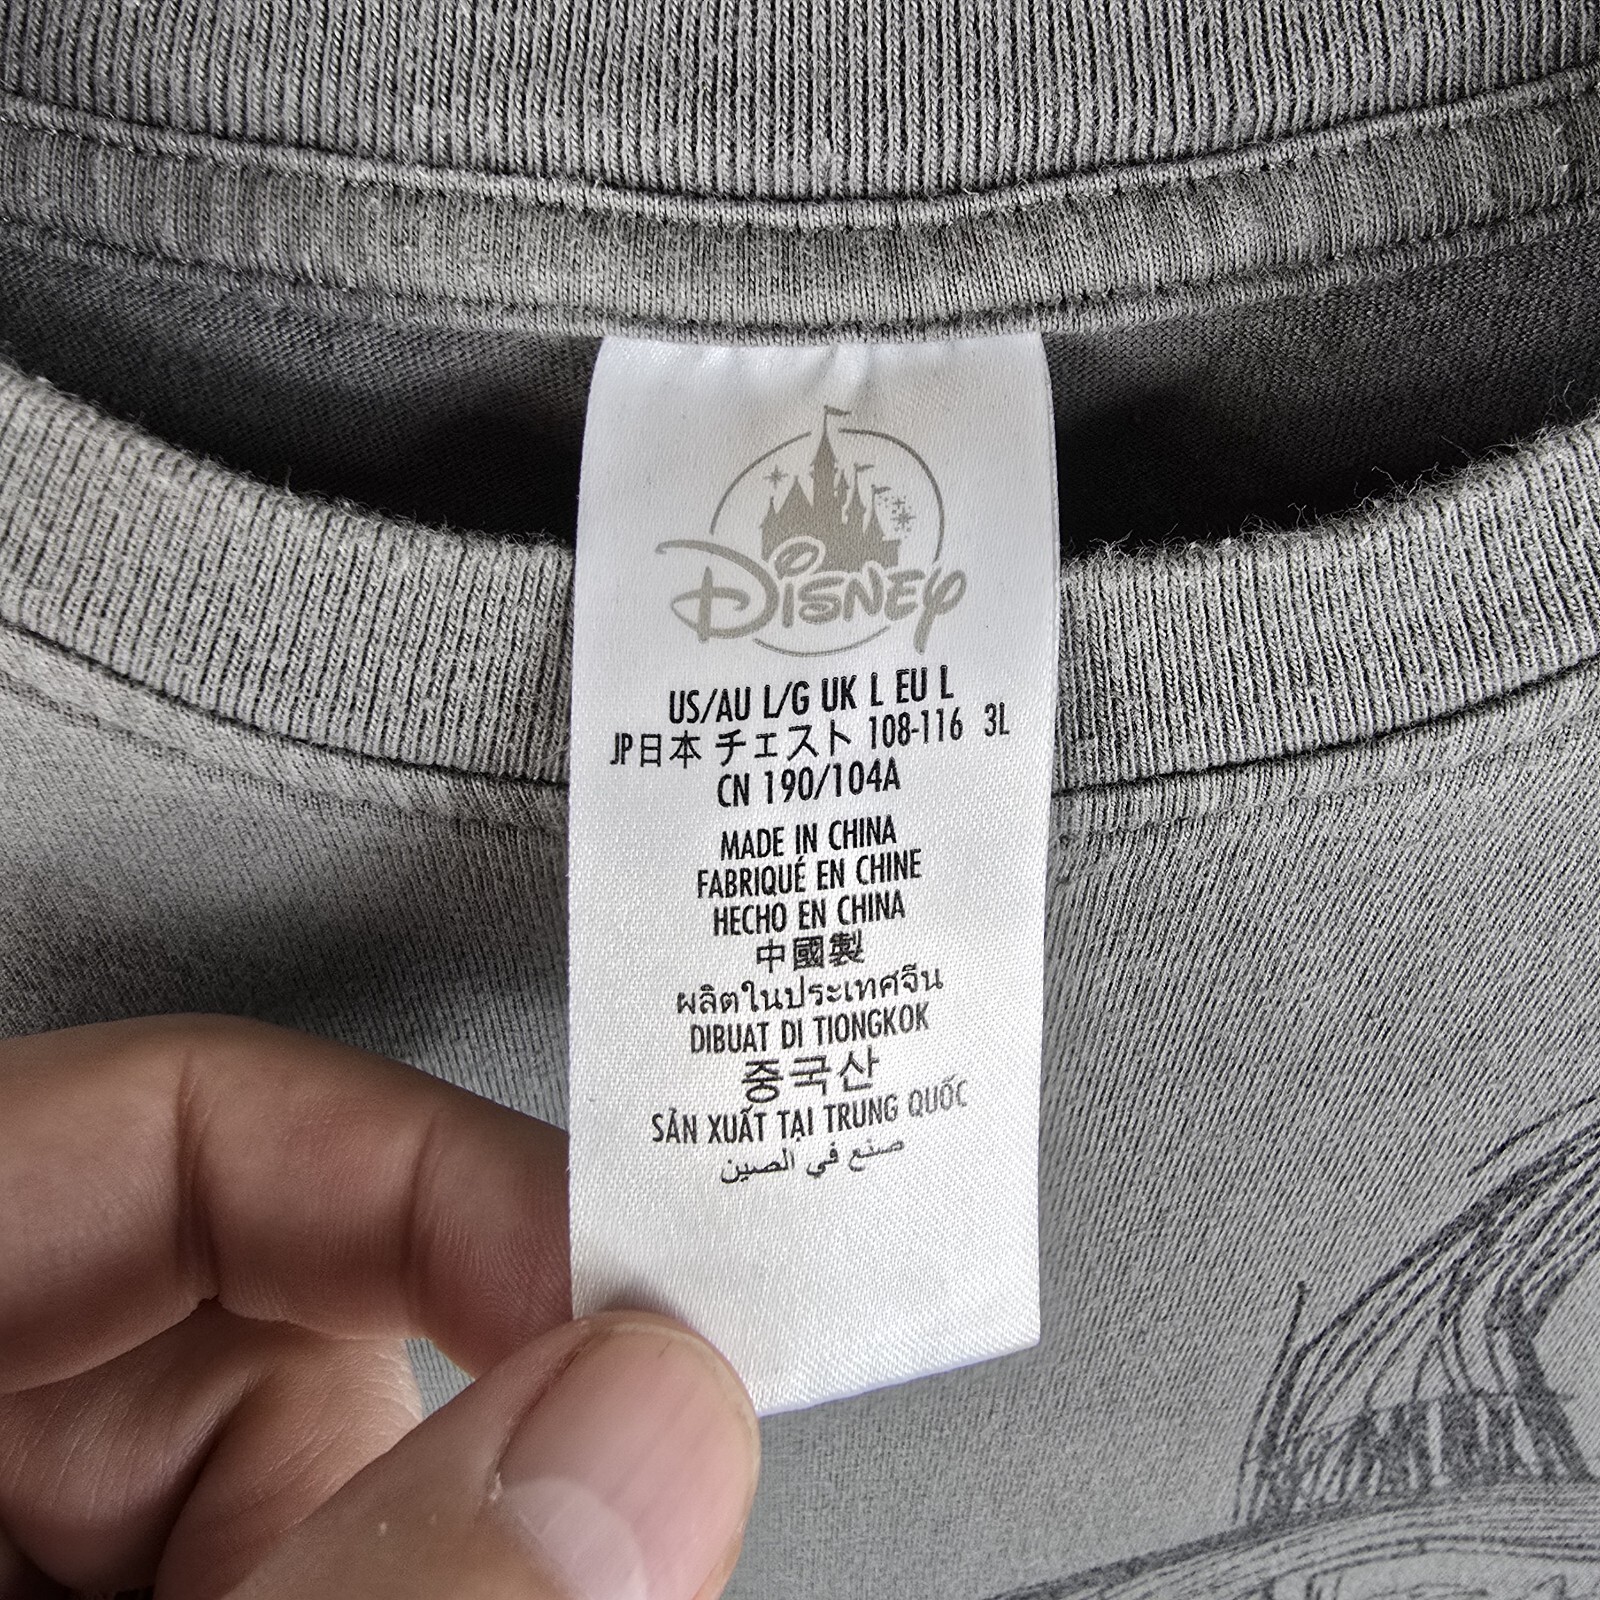 DISNEY
US/AU L/G UK L EU L
JP日本 チェスト 108-116 3L
CN 190/104A
MADE IN CHINA
FABRIQUÉ EN CHINE
HECHO EN CHINA
中國製
ผลิตในประเทศจีน
DIBUAT DI TIONGKOK
중국산
SẢN XUẤT TẠI TRUNG QUỐC
صنع في الصين